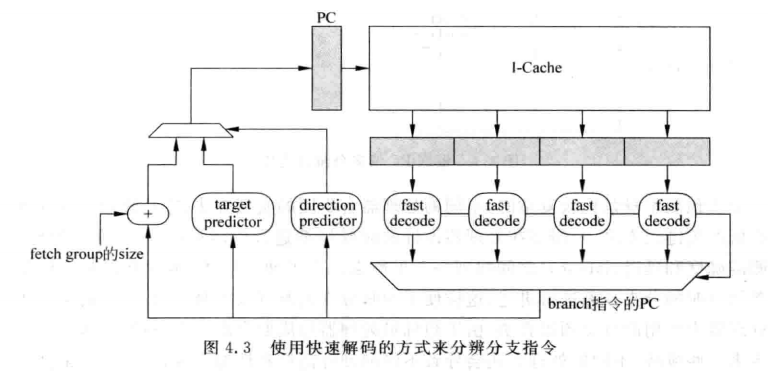 PC
I-Cache
fast decode
fast decode
fast decode
fast decode
target predictor
direction predictor
+
fetch group的size
branch指令的PC
图 4.3 使用快速解码的方式来分辨分支指令